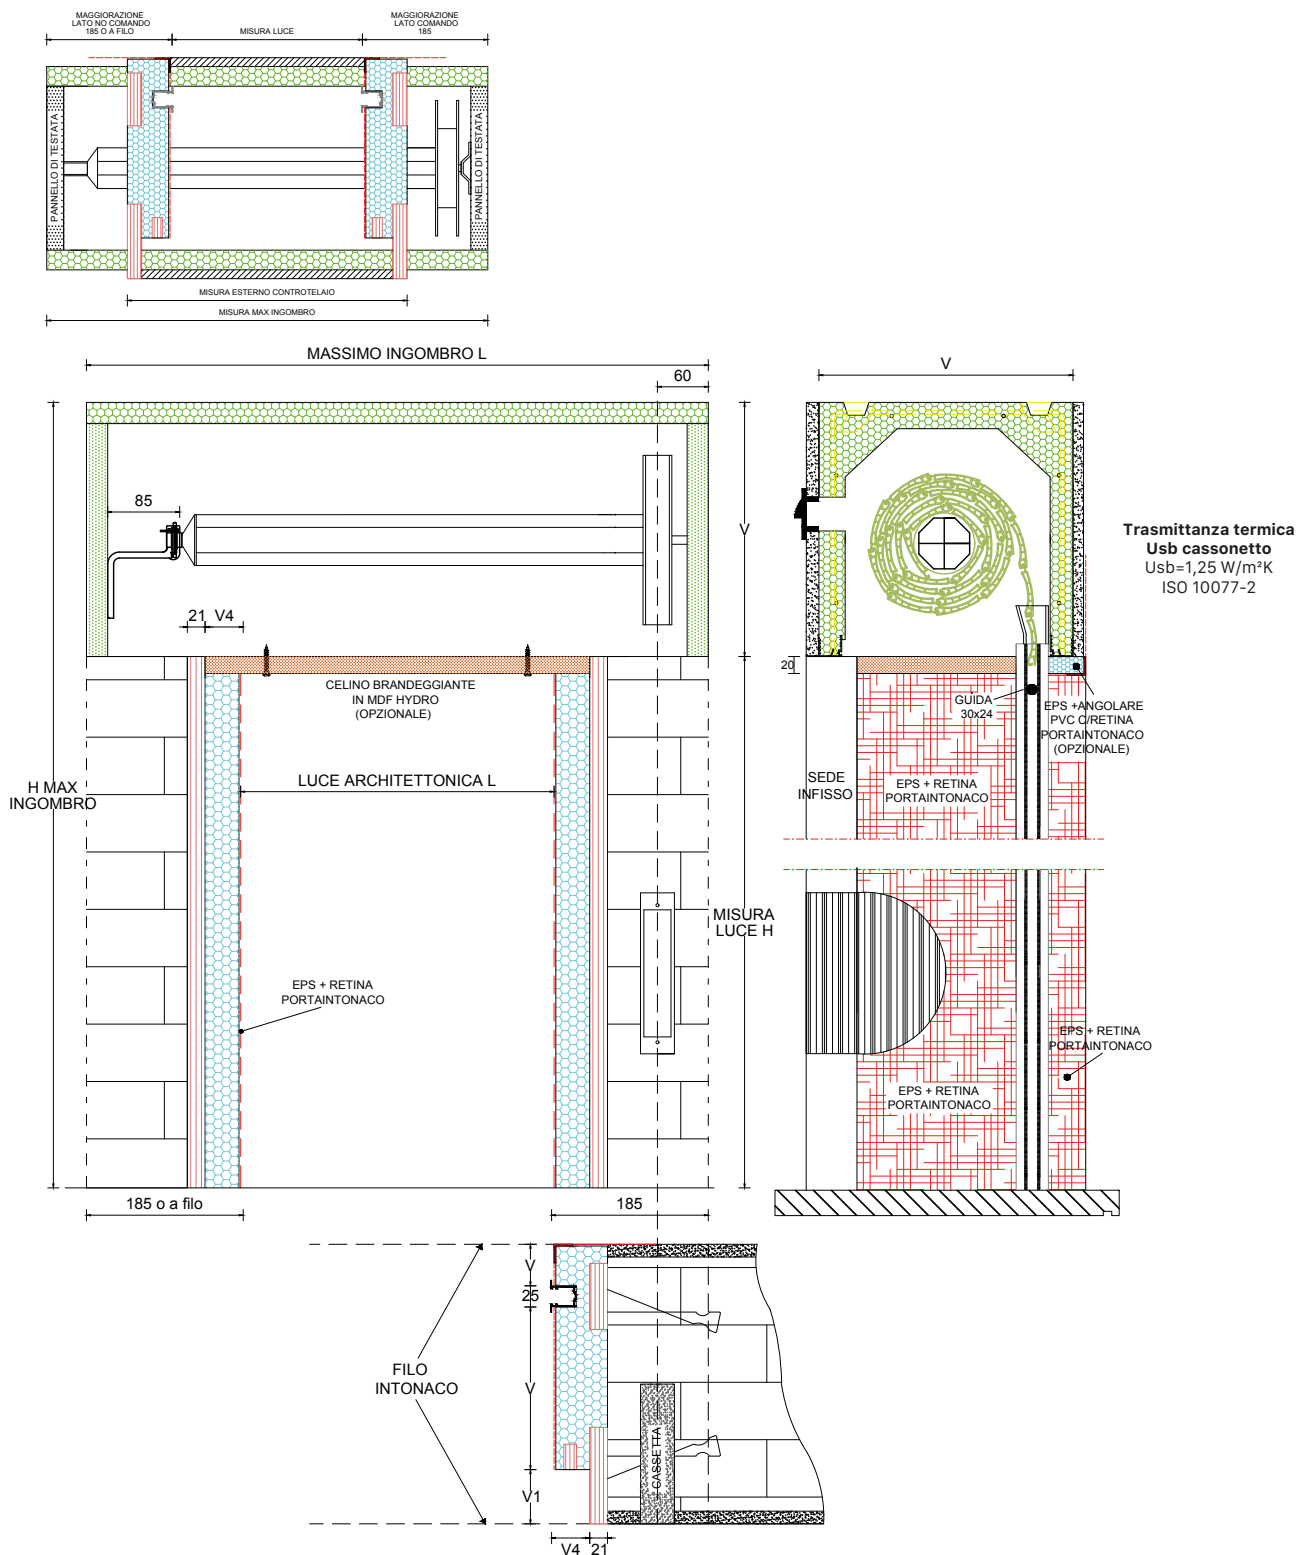 MAGGIORAZIONE
LATO NO COMANDO
185 O A FILO
MISURA LUCE
MAGGIORAZIONE
LATO COMANDO
185
PANNELLO DI TESTATA
PANNELLO DI TESTATA
MISURA ESTERNO CONTROTELAIO
MISURA MAX INGOMBRO
MASSIMO INGOMBRO L
60
V
85
V
21
V4
CELINO BRANDEGGIANTE
IN MDF HYDRO
(OPZIONALE)
LUCE ARCHITETTONICA L
H MAX
INGOMBRO
MISURA
LUCE H
EPS + RETINA
PORTAINTONACO
185 o a filo
185
Trasmittanza termica
Usb cassonetto
Usb=1,25 W/m²K
ISO 10077-2
20
GUIDA
30x24
EPS +ANGOLARE
PVC C/RETINA
PORTAINTONACO
(OPZIONALE)
SEDE
INFISSO
EPS + RETINA
PORTAINTONACO
EPS + RETINA
PORTAINTONACO
EPS + RETINA
PORTAINTONACO
V
25
V
V1
FILO
INTONACO
CASSETTA
V4
21